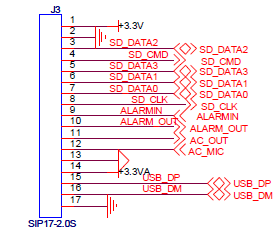 J3
1 +3.3V
2
3 SD_DATA2 SD_DATA2
4 SD_CMD SD_CMD
5 SD_DATA3 SD_DATA3
6 SD_DATA1 SD_DATA1
7 SD_DATA0 SD_DATA0
8 SD_CLK SD_CLK
9 ALARMIN ALARMIN
10 ALARM_OUT ALARM_OUT
11 AC_OUT
12 AC_MIC
13
14 +3.3VA
15 USB_DP USB_DP
16 USB_DM USB_DM
17
SIP17-2.0S